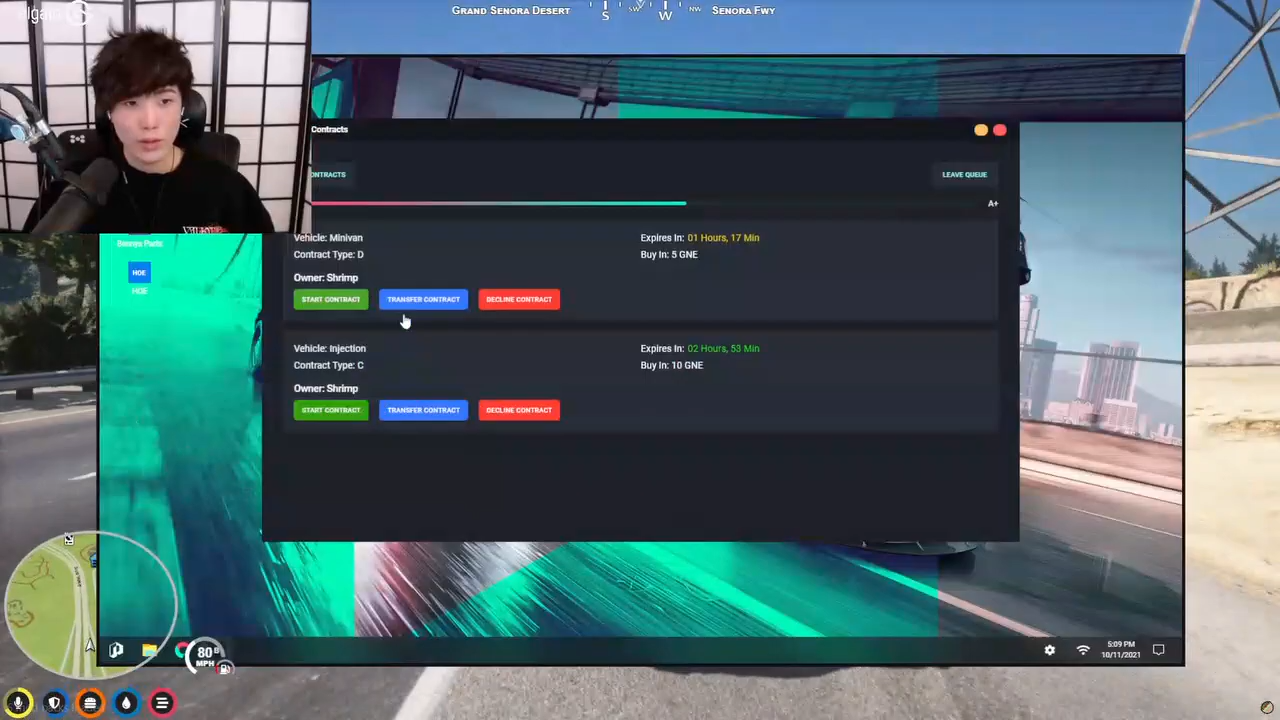 GRAND SENORA DESERT
S
SW
W
NW
SENORA FWY
Contracts
LEAVE QUEUE
A+
Vehicle: Minivan
Expires In: 01 Hours, 17 Min
Contract Type: D
Buy In: 5 GNE
Owner: Shrimp
START CONTRACT
TRANSFER CONTRACT
DECLINE CONTRACT
HOE
HOE
Vehicle: Injection
Expires In: 02 Hours, 53 Min
Contract Type: C
Buy In: 10 GNE
Owner: Shrimp
START CONTRACT
TRANSFER CONTRACT
DECLINE CONTRACT
80
MPH
5:09 PM
10/11/2021